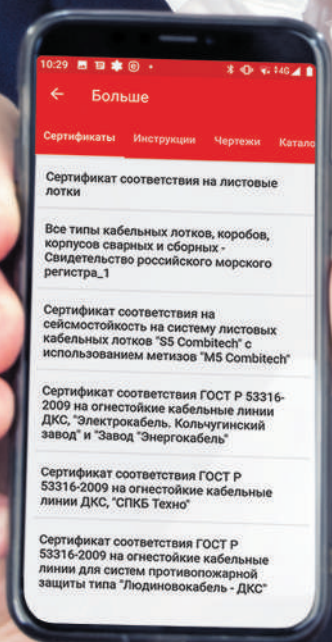 10:29 4G
← Больше
Сертификаты Инструкции Чертежи Катало
Сертификат соответствия на листовые
лотки
Все типы кабельных лотков, коробов,
корпусов сварных и сборных -
Свидетельство российского морского
регистра_1
Сертификат соответствия на
сейсмостойкость на систему листовых
кабельных лотков "S5 Combitech" с
использованием метизов "M5 Combitech"
Сертификат соответствия ГОСТ Р 53316-
2009 на огнестойкие кабельные линии
ДКС, "Электрокабель. Кольчугинский
завод" и "Завод "Энергокабель"
Сертификат соответствия ГОСТ Р
53316-2009 на огнестойкие кабельные
линии ДКС, "СПКБ Техно"
Сертификат соответствия ГОСТ Р
53316-2009 на огнестойкие кабельные
линии для систем противопожарной
защиты типа "Людиновокабель - ДКС"